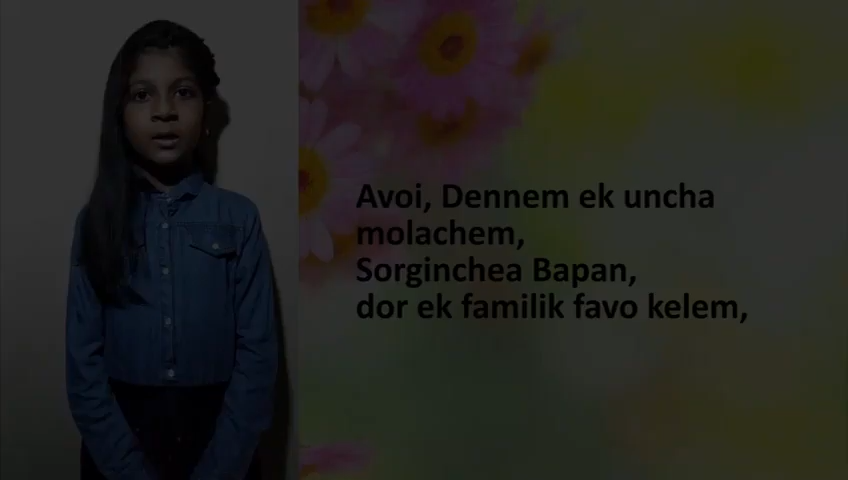 Avoi, Dennem ek uncha
molachem,
Sorginchea Bapan,
dor ek familik favo kelem,